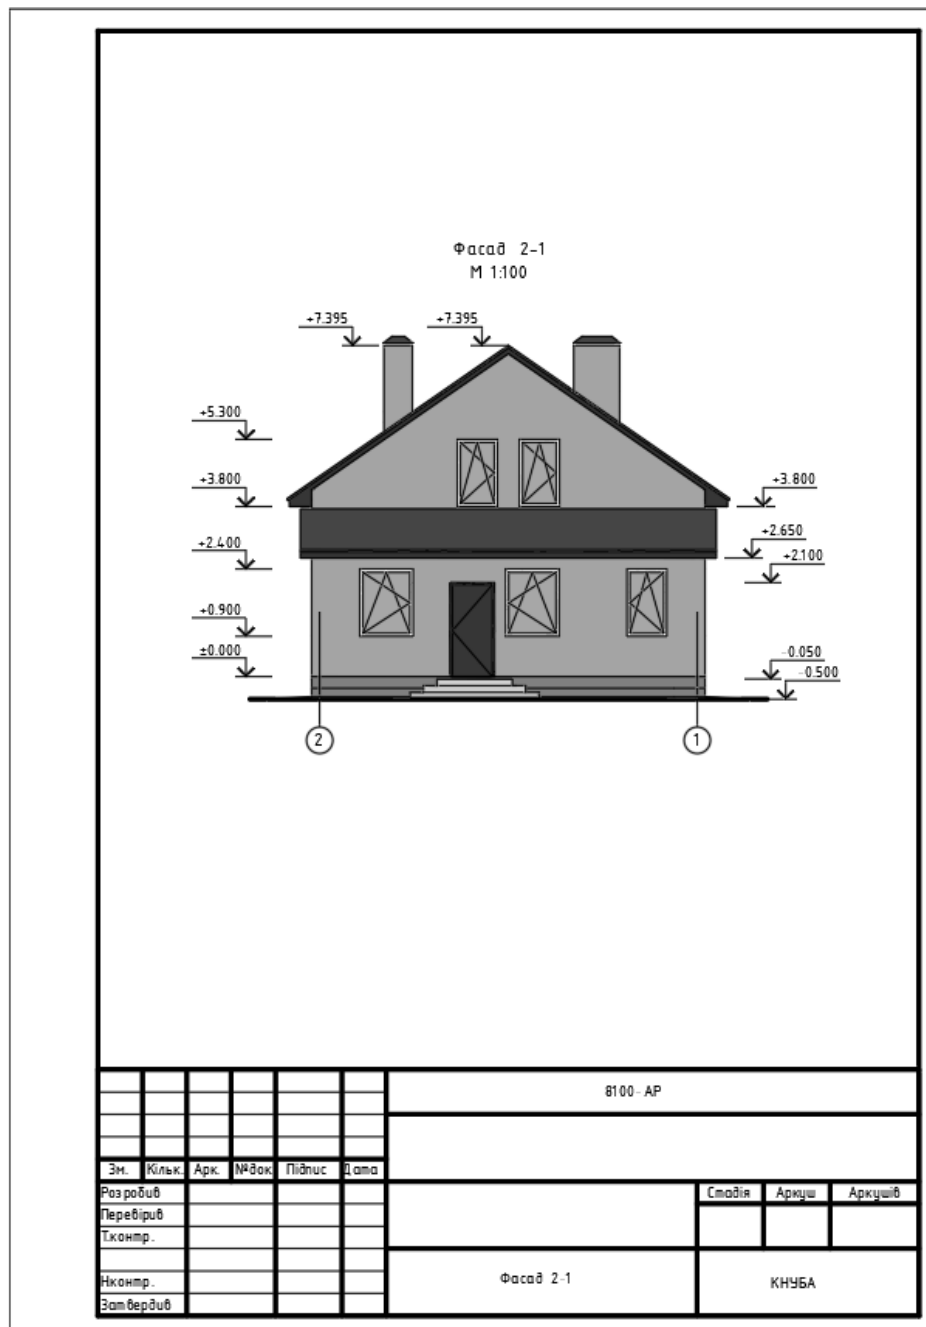 Фасад 2-1
М 1:100
+7.395
+7.395
+5.300
+3.800
+3.800
+2.650
+2.400
+2.100
+0.900
±0.000
-0.050
-0.500
2
1
8100-АР
Зм. Кільк. Арк. №док Підпис Дата
Розробив
Стадія Аркуш Аркушів
Перевірив
Т.контр.
Фасад 2-1
КНУБА
Н.контр.
Затвердив